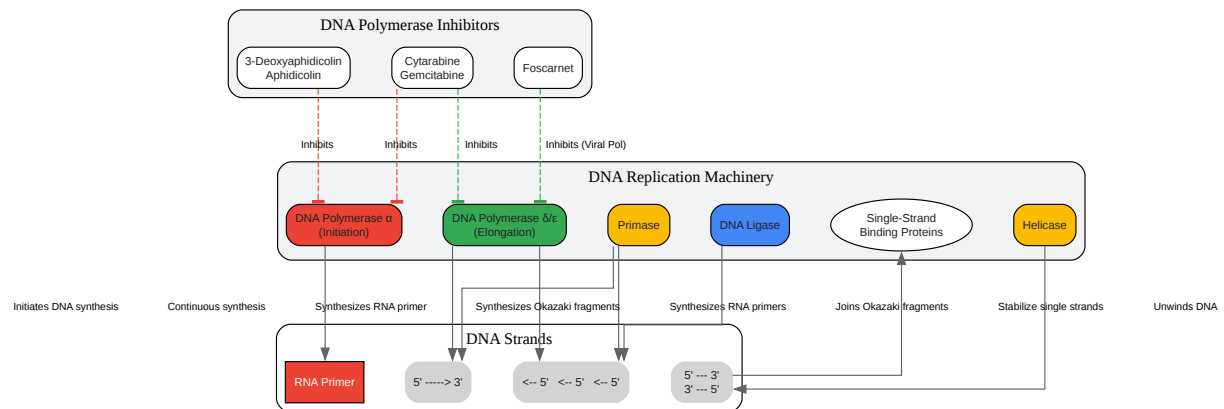 DNA Polymerase Inhibitors
3-Deoxyaphidicolin
Aphidicolin
Cytarabine
Gemcitabine
Foscarnet
Inhibits
Inhibits
Inhibits
Inhibits (Viral Pol)
DNA Replication Machinery
DNA Polymerase α
(Initiation)
DNA Polymerase δ/ε
(Elongation)
Primase
DNA Ligase
Single-Strand
Binding Proteins
Helicase
Initiates DNA synthesis
Continuous synthesis
Synthesizes RNA primer
Synthesizes Okazaki fragments
Synthesizes RNA primers
Joins Okazaki fragments
Stabilize single strands
Unwinds DNA
DNA Strands
RNA Primer
5' -----> 3'
<-- 5'   <-- 5'   <-- 5'
5' --- 3'
3' --- 5'